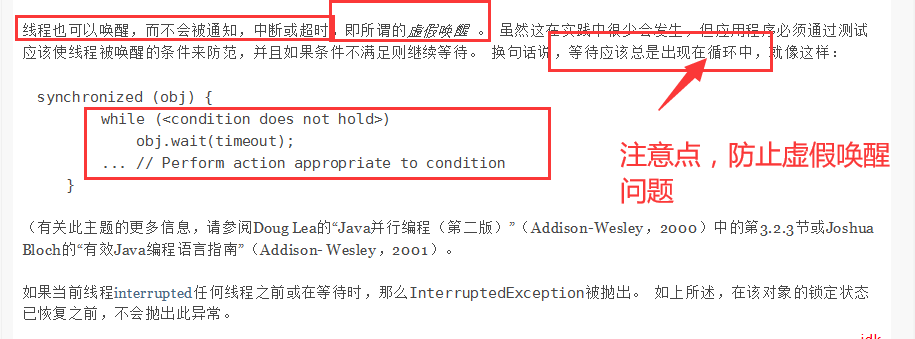 线程也可以唤醒，而不会被通知，中断或超时，即所谓的虚假唤醒 。 虽然这在实践中很少会发生，但应用程序必须通过测试
应该使线程被唤醒的条件来防范，并且如果条件不满足则继续等待。 换句话说，等待应该总是出现在循环中，就像这样：
synchronized (obj) {
while (<condition does not hold>)
obj.wait(timeout);
... // Perform action appropriate to condition
}
注意点，防止虚假唤醒
问题
（有关此主题的更多信息，请参阅Doug Lea的“Java并行编程（第二版）”（Addison-Wesley，2000）中的第3.2.3节或Joshua
Bloch的“有效Java编程语言指南”（Addison- Wesley，2001）。
如果当前线程interrupted任何线程之前或在等待时，那么InterruptedException被抛出。 如上所述，在该对象的锁定状态
已恢复之前，不会抛出此异常。